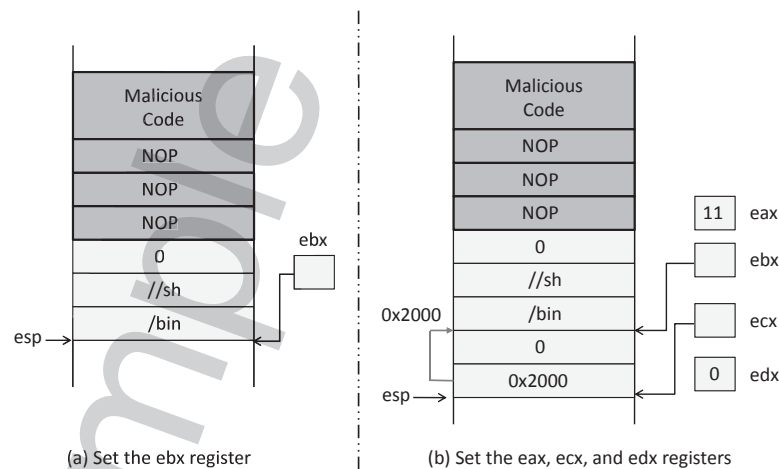 Malicious
Code
NOP
NOP
NOP
0
//sh
/bin
ebx
esp
(a) Set the ebx register
Malicious
Code
NOP
NOP
NOP
0
//sh
/bin
0
0x2000
0x2000
esp
11 eax
ebx
ecx
0 edx
(b) Set the eax, ecx, and edx registers
mple